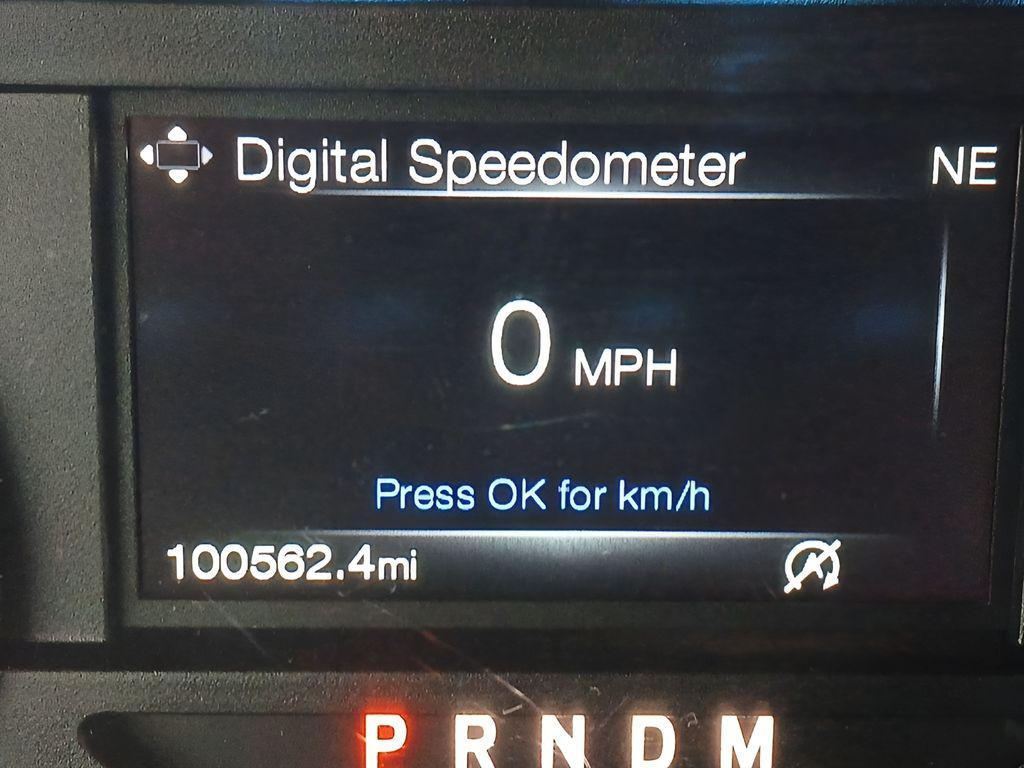 Digital Speedometer NE
0 MPH
Press OK for km/h
100562.4mi
P R N D M